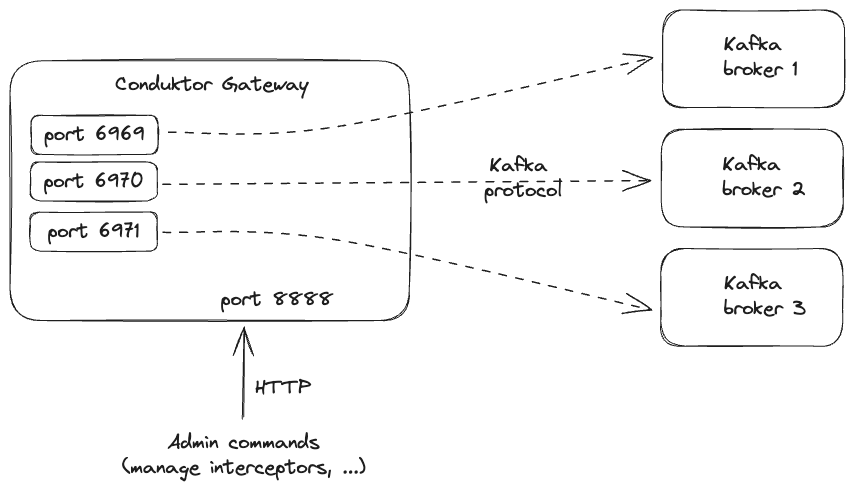 Conduktor Gateway
port 6969
port 6970
port 6971
port 8888
Kafka
protocol
Kafka
broker 1
Kafka
broker 2
Kafka
broker 3
HTTP
Admin commands
(manage interceptors, ...)